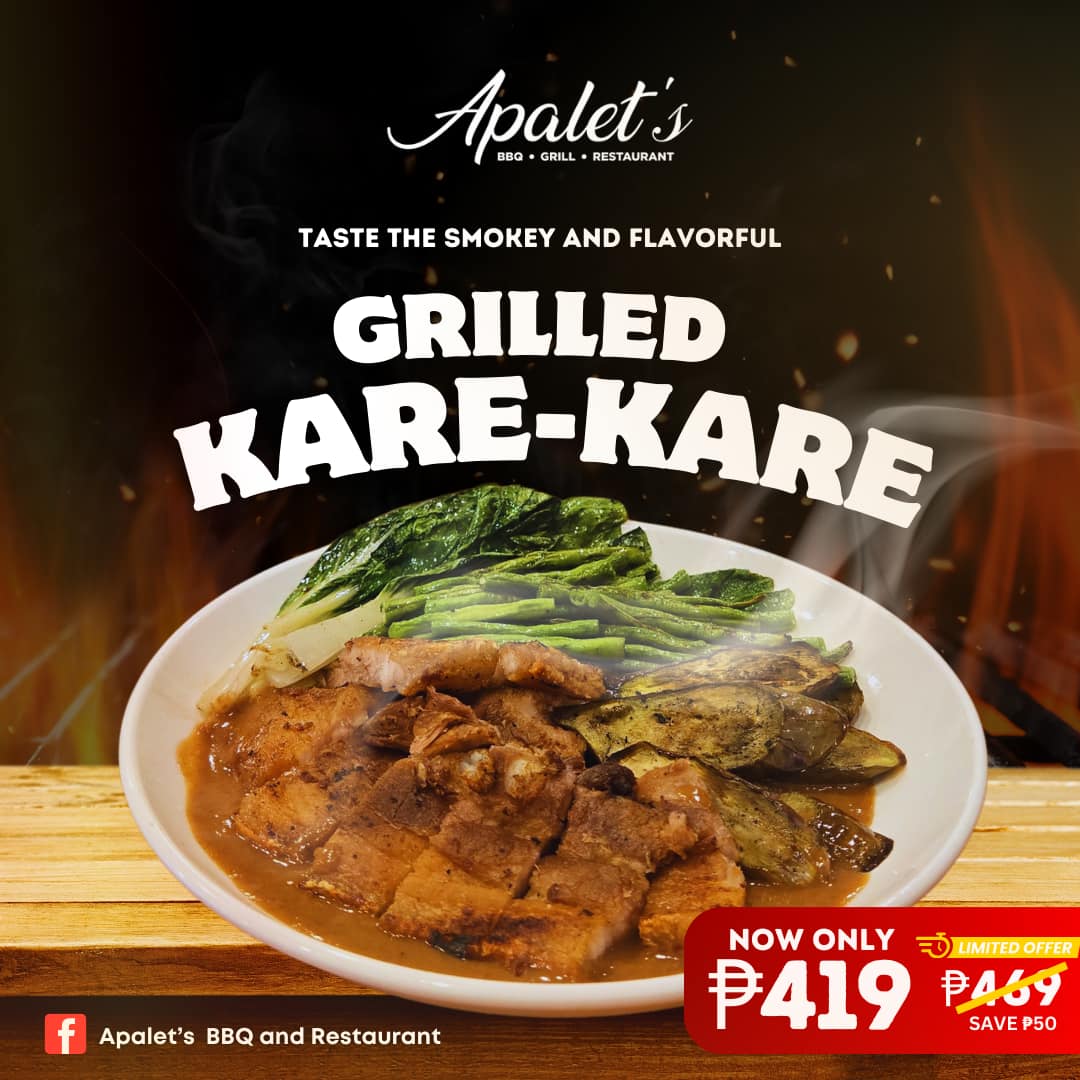 Apalet's
BBQ • GRILL • RESTAURANT
TASTE THE SMOKEY AND FLAVORFUL
GRILLED
KARE-KARE
NOW ONLY
₱419
LIMITED OFFER
₱469
SAVE ₱50
f Apalet's BBQ and Restaurant